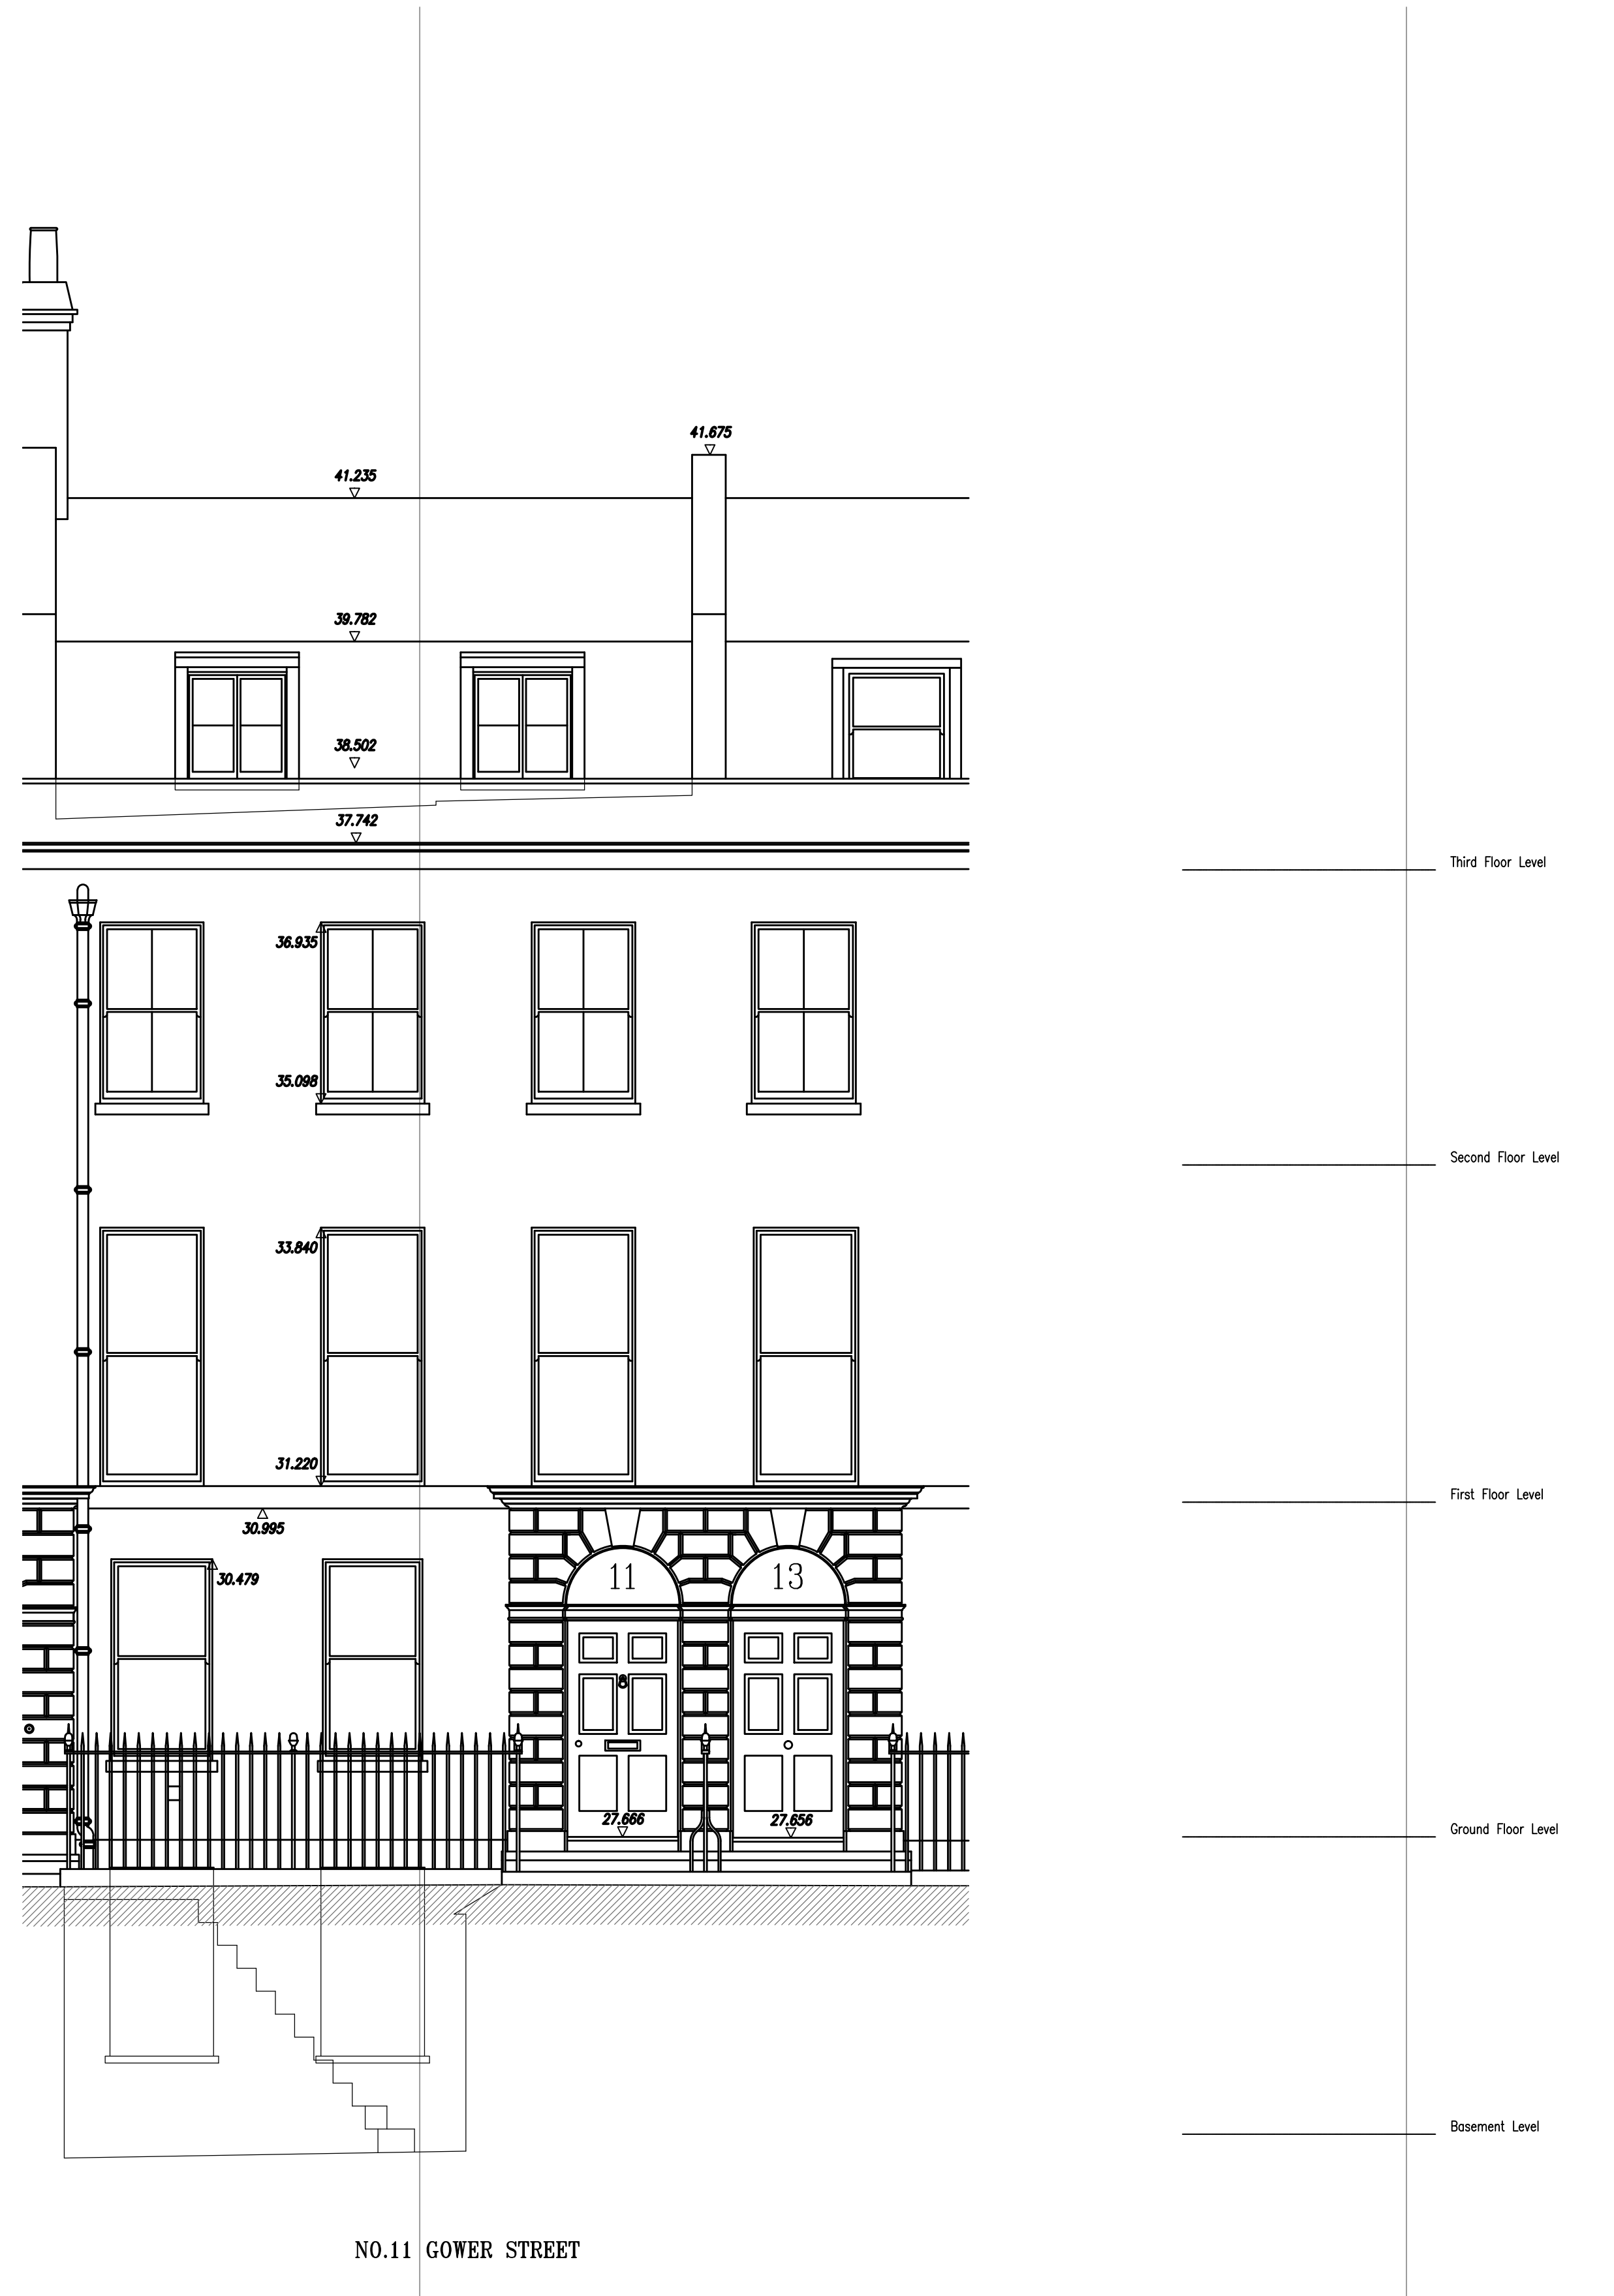 41.675
41.235
39.782
38.502
37.742
Third Floor Level
36.935
35.098
Second Floor Level
33.840
31.220
First Floor Level
30.995
30.479
11
13
27.666
27.656
Ground Floor Level
Basement Level
NO.11 GOWER STREET